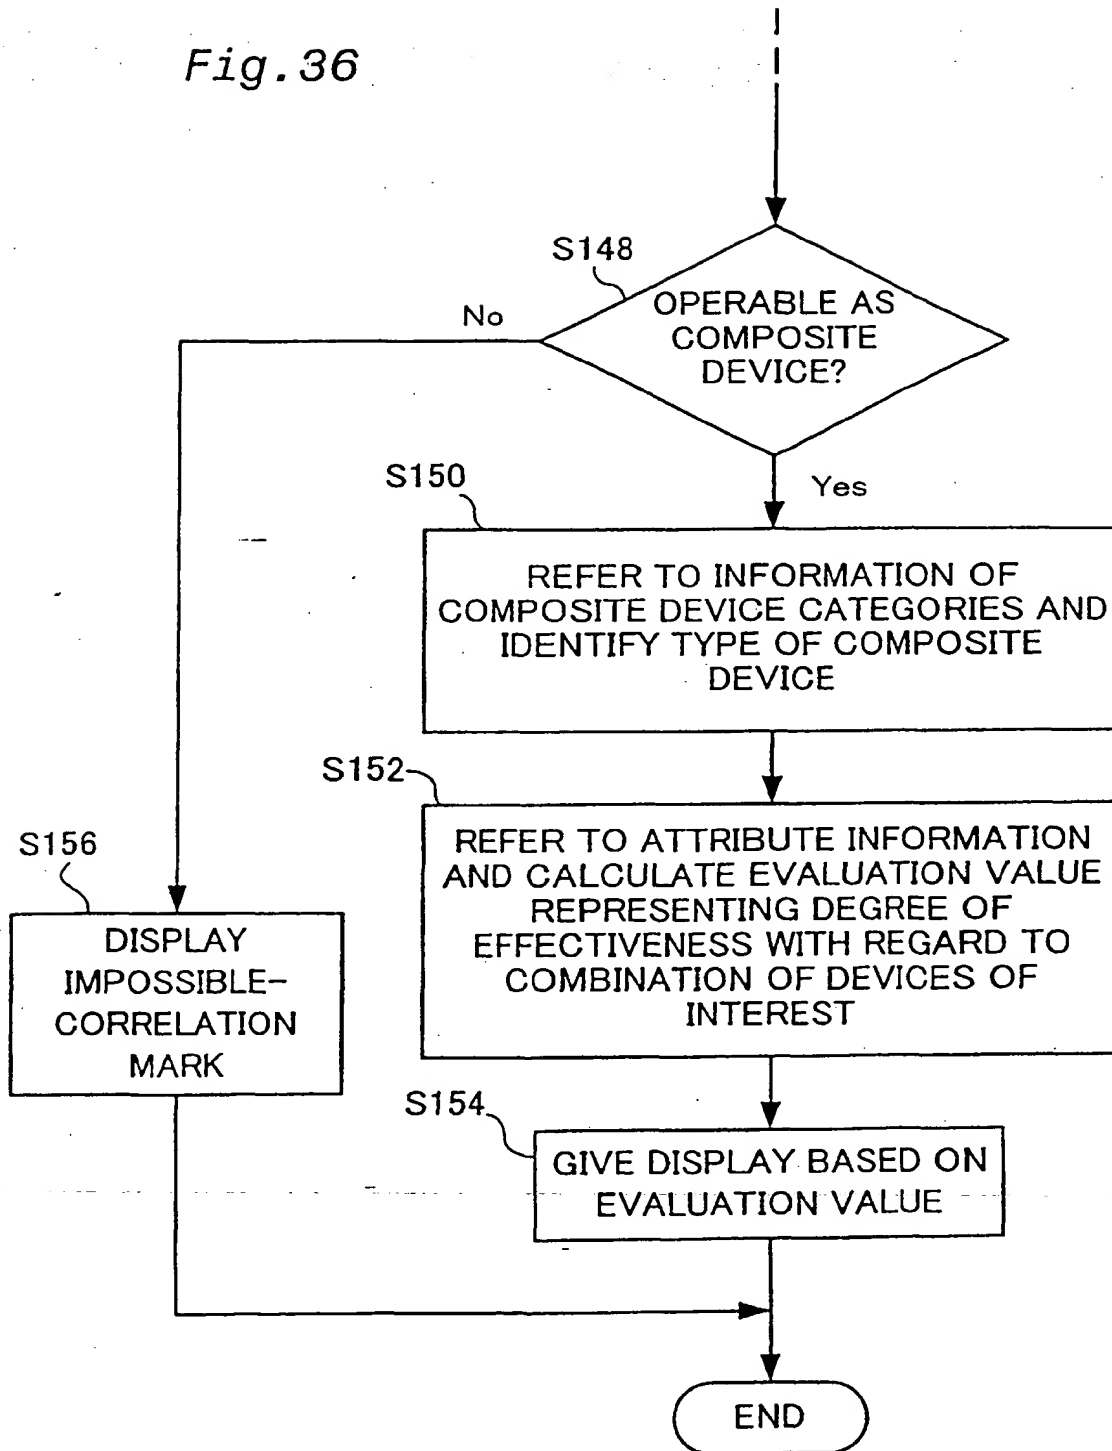 Fig.36
S148
OPERABLE AS
COMPOSITE
DEVICE?
No
Yes
S150
REFER TO INFORMATION OF
COMPOSITE DEVICE CATEGORIES AND
IDENTIFY TYPE OF COMPOSITE
DEVICE
S152
REFER TO ATTRIBUTE INFORMATION
AND CALCULATE EVALUATION VALUE
REPRESENTING DEGREE OF
EFFECTIVENESS WITH REGARD TO
COMBINATION OF DEVICES OF
INTEREST
S156
DISPLAY
IMPOSSIBLE-
CORRELATION
MARK
S154
GIVE DISPLAY BASED ON
EVALUATION VALUE
END